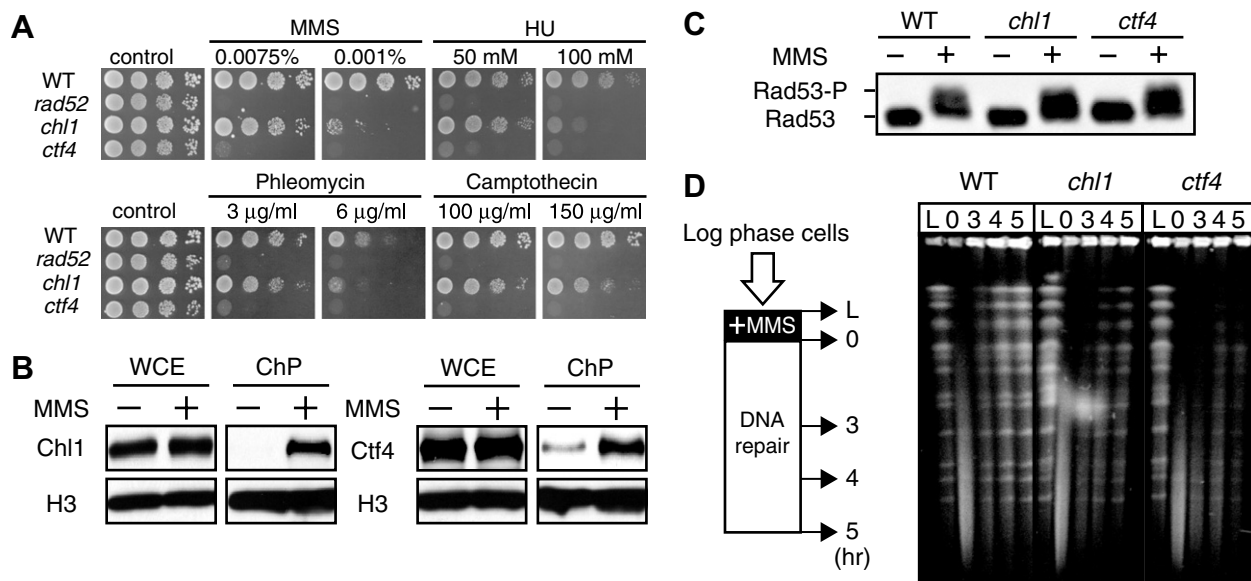 A
MMS
HU
control
0.0075%
0.001%
50 mM
100 mM
WT
rad52
chl1
ctf4
Phleomycin
Camptothecin
control
3 µg/ml
6 µg/ml
100 µg/ml
150 µg/ml
WT
rad52
chl1
ctf4
B
WCE
ChP
WCE
ChP
MMS
− + − +
MMS
− + − +
Chl1
Ctf4
H3
H3
C
WT
chl1
ctf4
MMS
− + − + − +
Rad53-P
Rad53
D
WT
chl1
ctf4
L 0 3 4 5 L 0 3 4 5 L 0 3 4 5
Log phase cells
+MMS
L
0
DNA
repair
3
4
5
(hr)